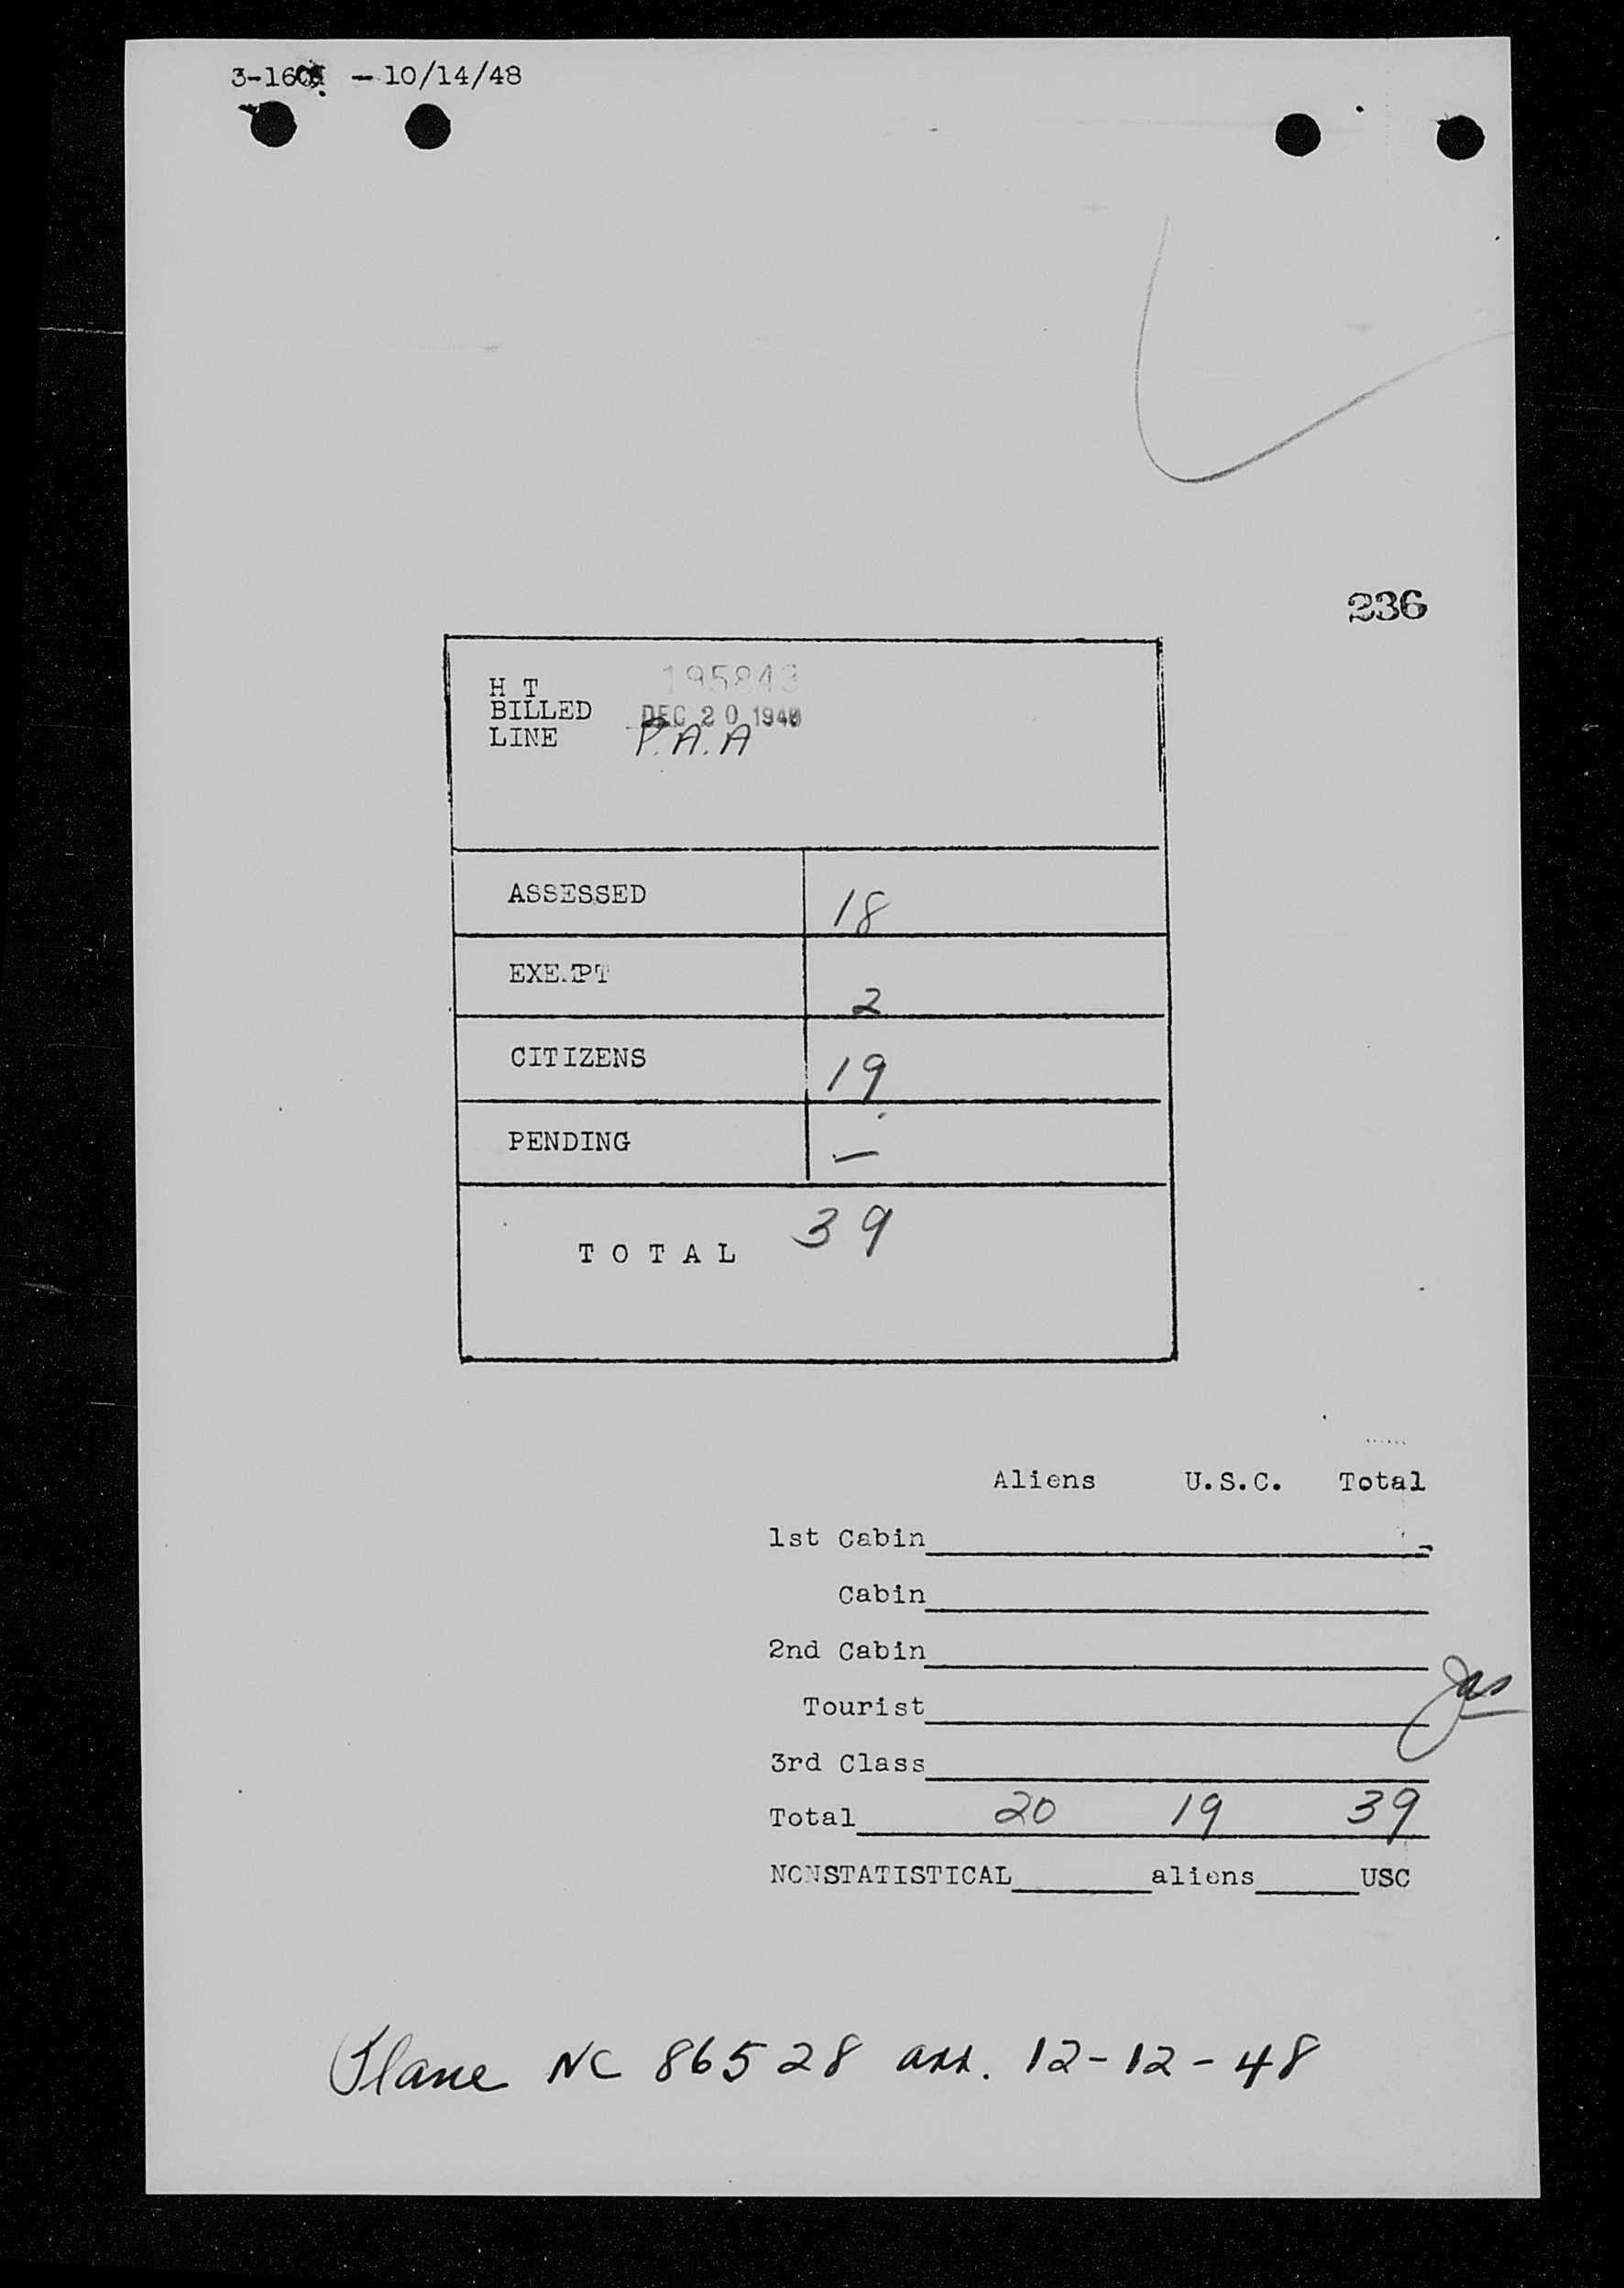 - 10/14/48
236
H T 195843
BILLED DEC 20 1948
LINE P.A.A
ASSESSED 18
EXEMPT 2
CITIZENS 19
PENDING —
TOTAL 39
Aliens U.S.C. Total
1st Cabin
Cabin
2nd Cabin
Tourist
3rd Class
Total 20 19 39
NONSTATISTICAL aliens USC
Plane NC 86528 arr. 12-12-48